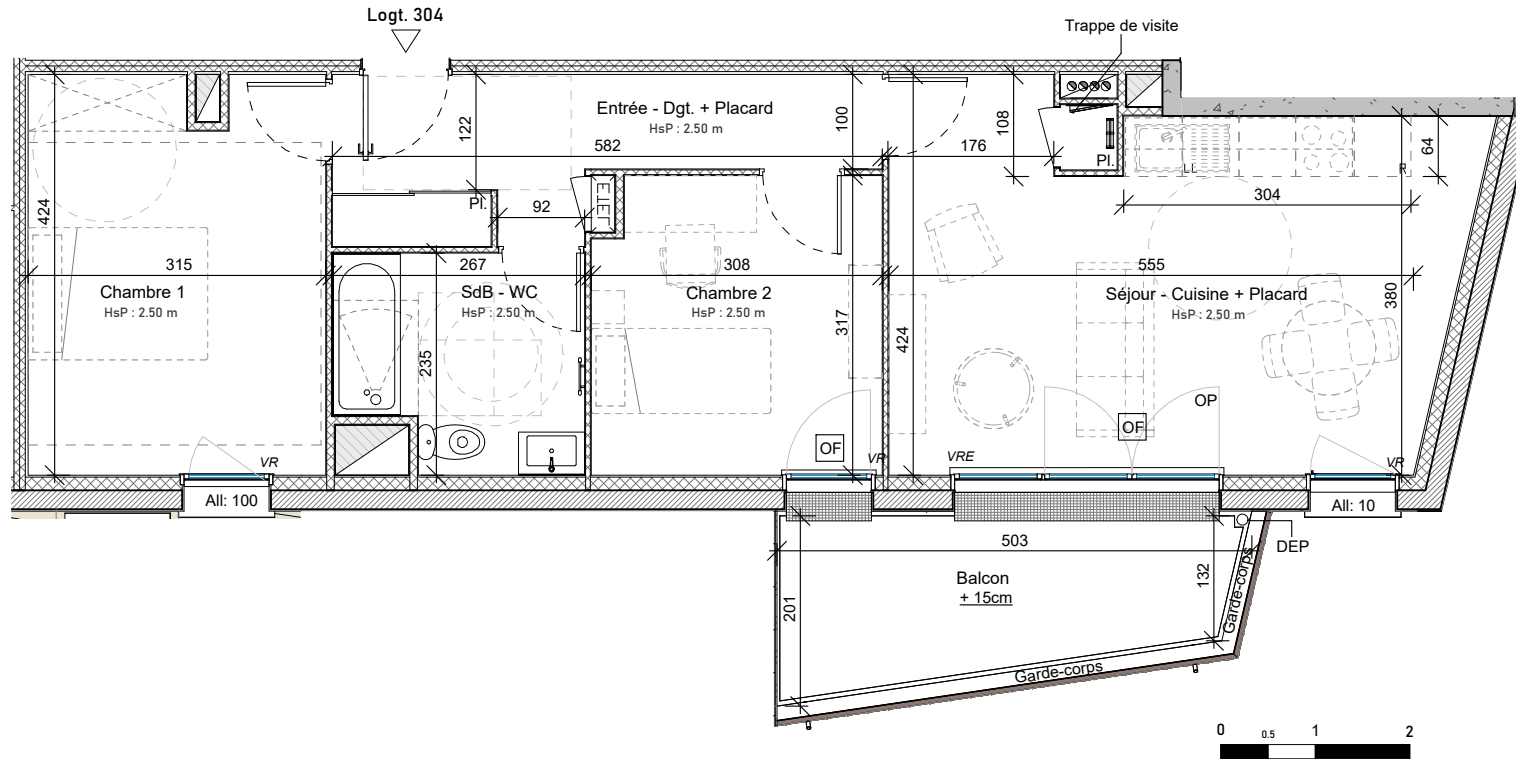 Logt. 304
Trappe de visite
Entrée - Dgt. + Placard
HsP : 2.50 m
122
582
100
176
108
Pl.
LL
R
64
304
424
Pl.
92
ELEL
315
267
308
555
Chambre 1
HsP : 2.50 m
SdB - WC
HsP : 2.50 m
Chambre 2
HsP : 2.50 m
Séjour - Cuisine + Placard
HsP : 2.50 m
235
317
424
380
OP
OF
OF
VR
VR
VRE
VR
All: 100
All: 10
503
DEP
Balcon
+ 15cm
201
132
Garde-corps
Garde-corps
0 0.5 1 2